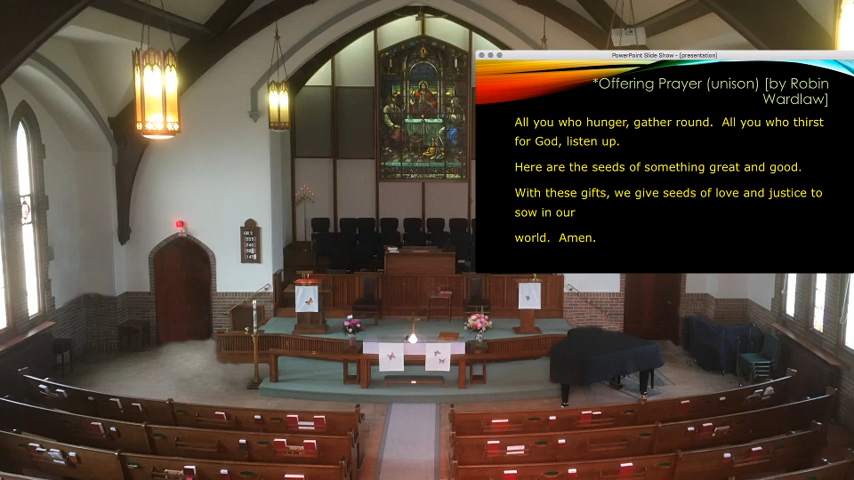 PowerPoint Slide Show - [presentation]
*Offering Prayer (unison) [by Robin
Wardlaw]
All you who hunger, gather round.  All you who thirst
for God, listen up.
Here are the seeds of something great and good.
With these gifts, we give seeds of love and justice to
sow in our
world.  Amen.